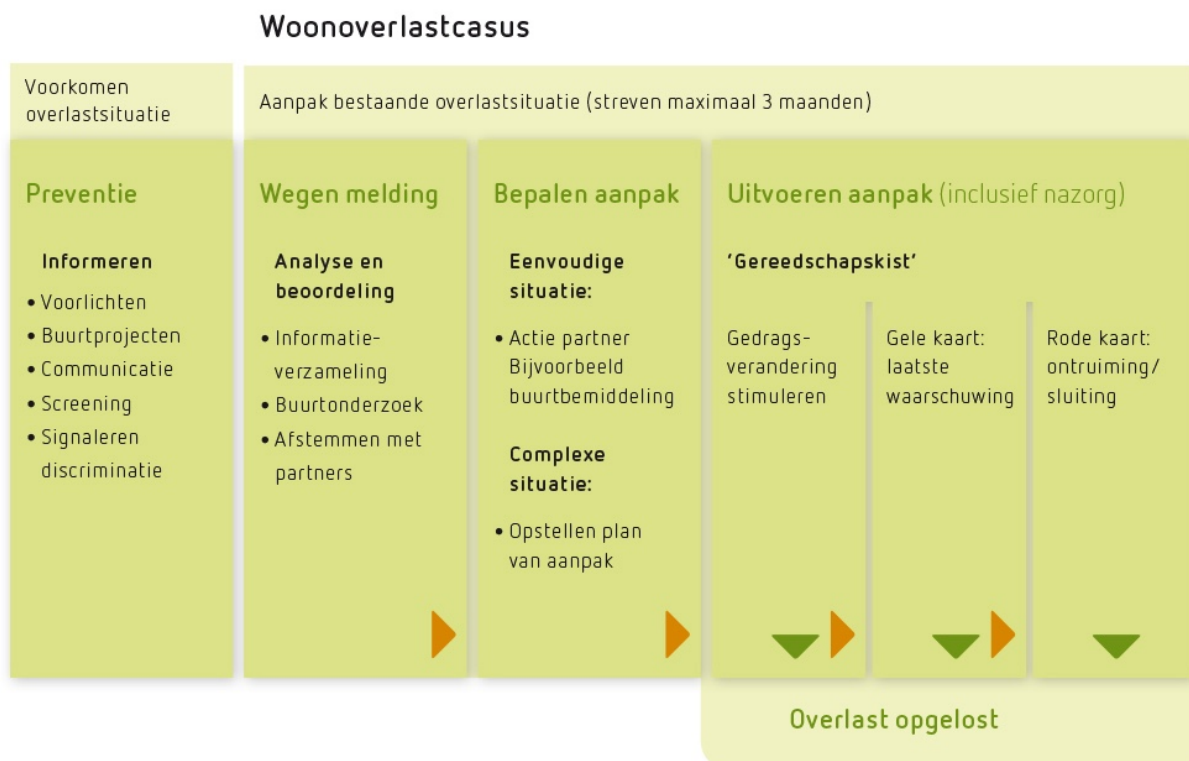 Woonoverlastcasus
Voorkomen
overlastsituatie
Aanpak bestaande overlastsituatie (streven maximaal 3 maanden)
Preventie
Informeren
• Voorlichten
• Buurtprojecten
• Communicatie
• Screening
• Signaleren
discriminatie
Wegen melding
Analyse en
beoordeling
• Informatie-
verzameling
• Buurtonderzoek
• Afstemmen met
partners
Bepalen aanpak
Eenvoudige
situatie:
• Actie partner
Bijvoorbeeld
buurtbemiddeling
Complexe
situatie:
• Opstellen plan
van aanpak
Uitvoeren aanpak (inclusief nazorg)
'Gereedschapskist'
Gedrags-
verandering
stimuleren
Gele kaart:
laatste
waarschuwing
Rode kaart:
ontruiming/
sluiting
Overlast opgelost